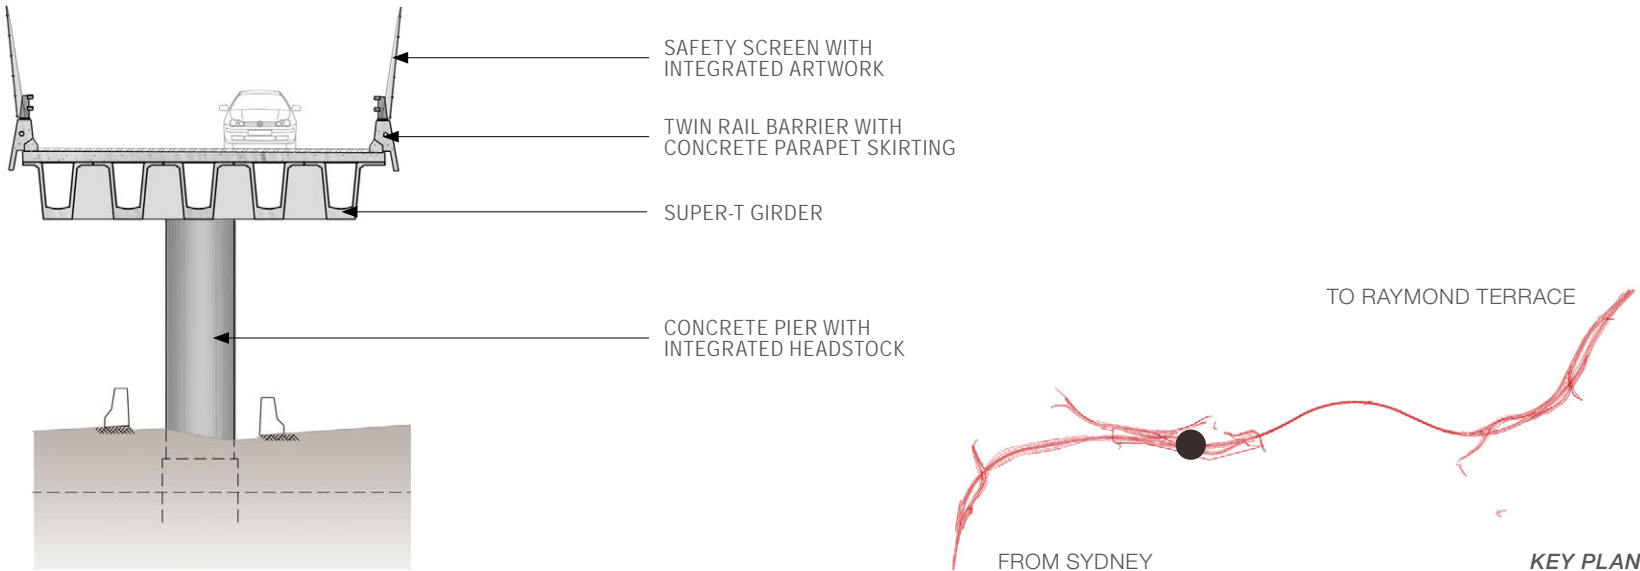 SAFETY SCREEN WITH
INTEGRATED ARTWORK
TWIN RAIL BARRIER WITH
CONCRETE PARAPET SKIRTING
SUPER-T GIRDER
CONCRETE PIER WITH
INTEGRATED HEADSTOCK
TO RAYMOND TERRACE
FROM SYDNEY
KEY PLAN